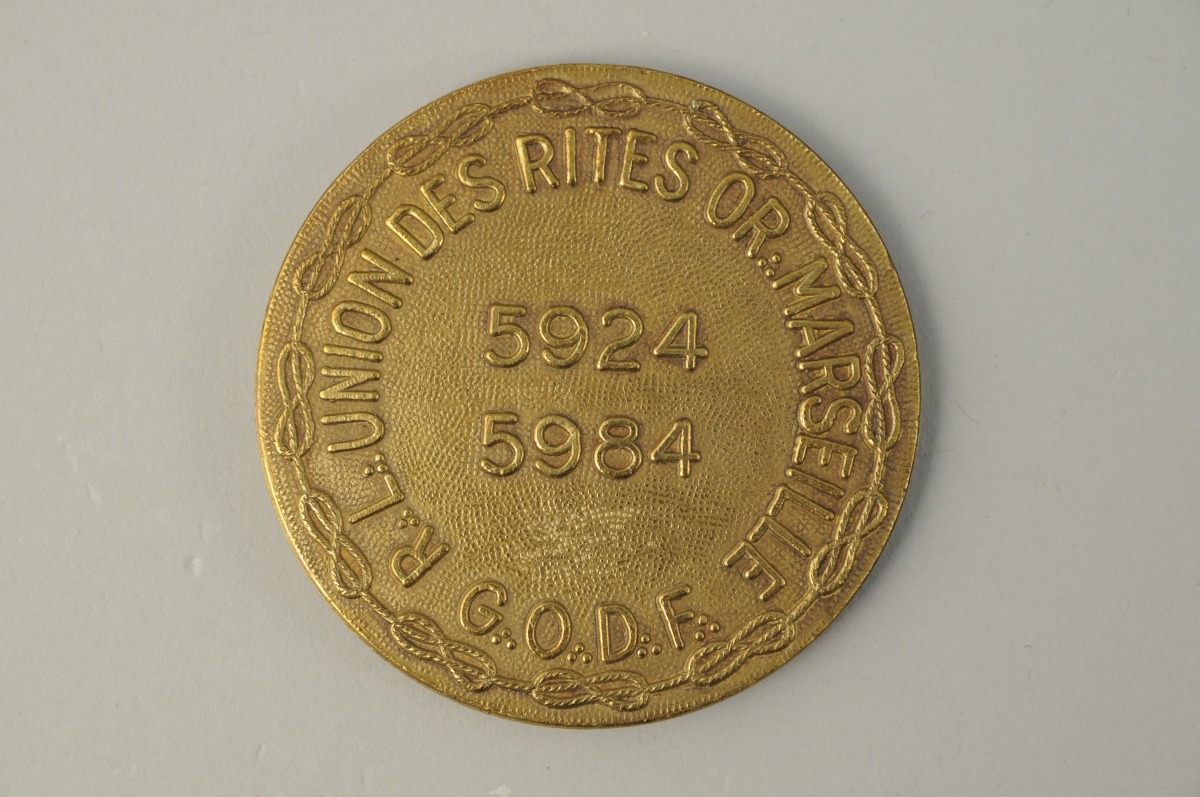 R∴ L∴ UNION DES RITES OR∴ MARSEILLE
5924
5984
G∴O∴D∴F∴